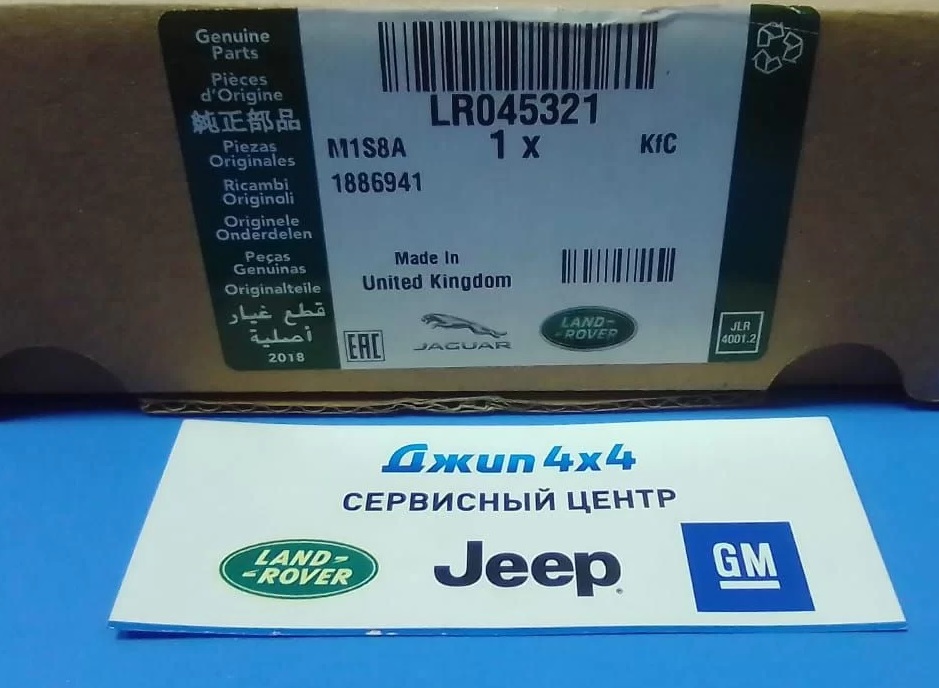 Genuine
Parts
Pièces
d'Origine
純正部品
Piezas
Originales
Ricambi
Originali
Originele
Onderdelen
Peças
Genuinas
Originalteile
قطع غيار
أصلية
2018
LR045321
M1S8A
1 x
KfC
1886941
Made In
United Kingdom
EAC
JAGUAR
LAND-
-ROVER
JLR
4001.2
Джип 4x4
СЕРВИСНЫЙ ЦЕНТР
LAND-
-ROVER
Jeep
GM